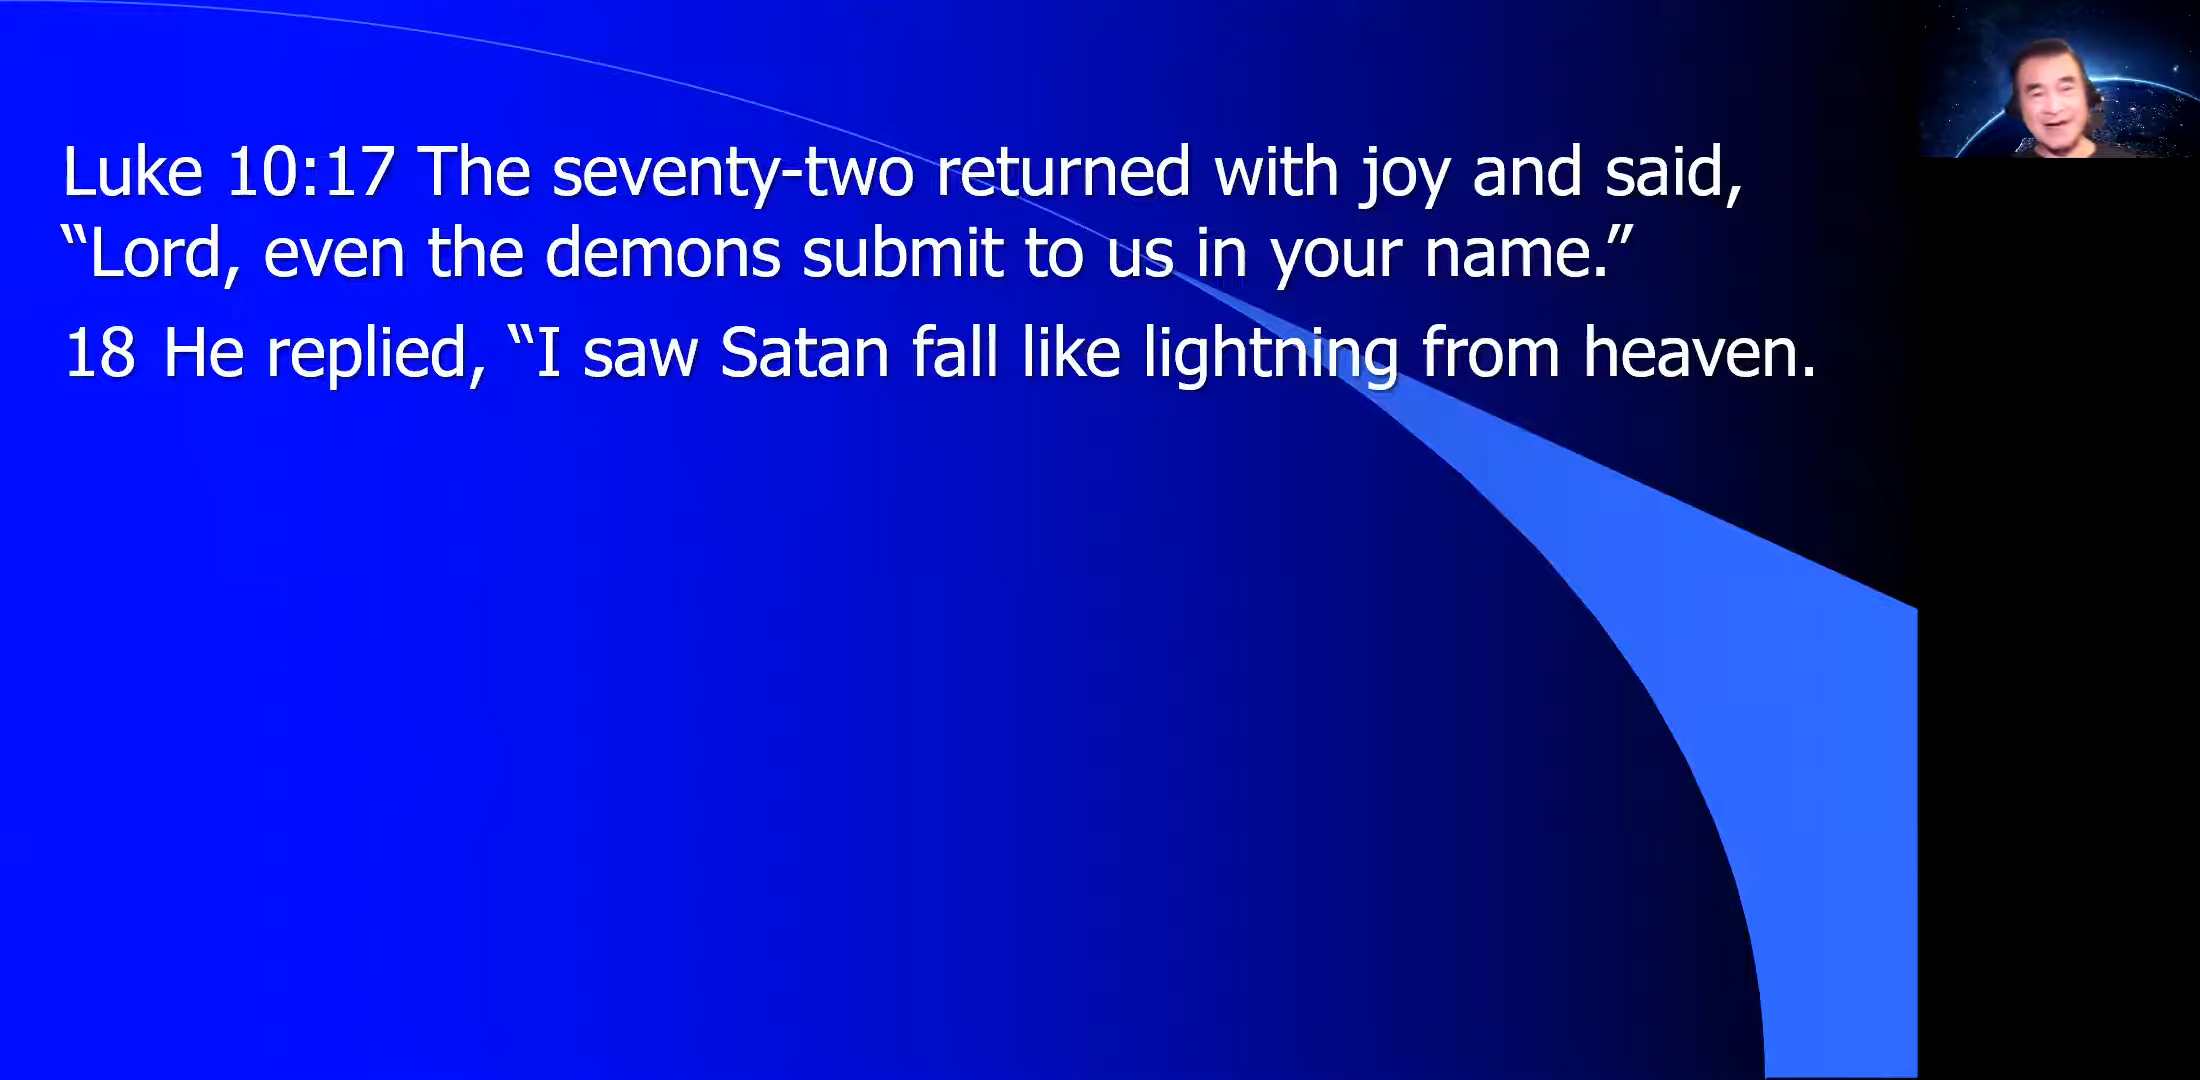 Luke 10:17 The seventy-two returned with joy and said,
“Lord, even the demons submit to us in your name.”
18 He replied, “I saw Satan fall like lightning from heaven.